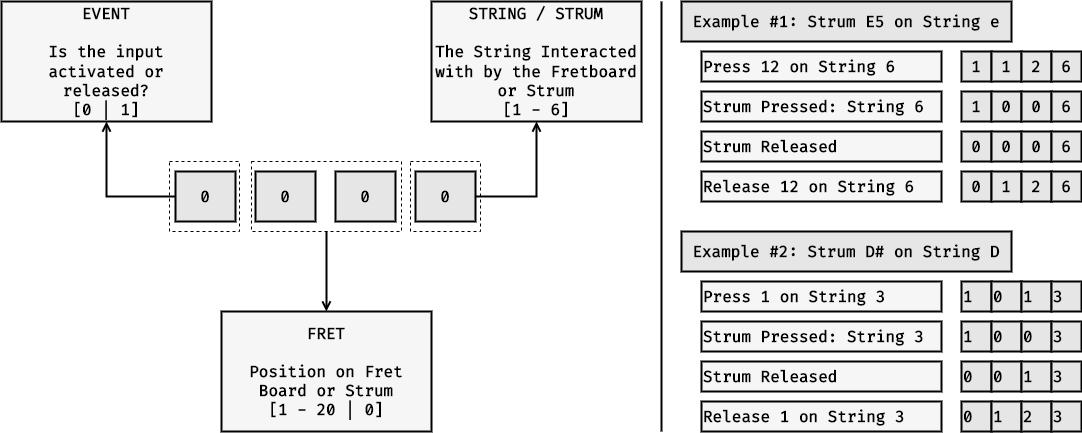 EVENT
Is the input
activated or
released?
[0 | 1]
STRING / STRUM
The String Interacted
with by the Fretboard
or Strum
[1 - 6]
0 0 0 0
FRET
Position on Fret
Board or Strum
[1 - 20 | 0]
Example #1: Strum E5 on String e
Press 12 on String 6 1 1 2 6
Strum Pressed: String 6 1 0 0 6
Strum Released 0 0 0 6
Release 12 on String 6 0 1 2 6
Example #2: Strum D# on String D
Press 1 on String 3 1 0 1 3
Strum Pressed: String 3 1 0 0 3
Strum Released 0 0 1 3
Release 1 on String 3 0 1 2 3